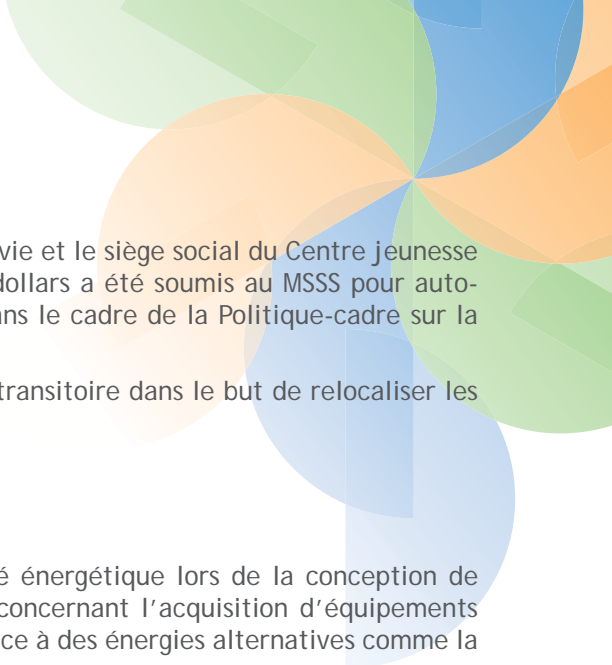 vie et le siège social du Centre jeunesse
dollars a été soumis au MSSS pour auto-
ans le cadre de la Politique-cadre sur la
transitoire dans le but de relocaliser les
é énergétique lors de la conception de
concernant l'acquisition d'équipements
ce à des énergies alternatives comme la